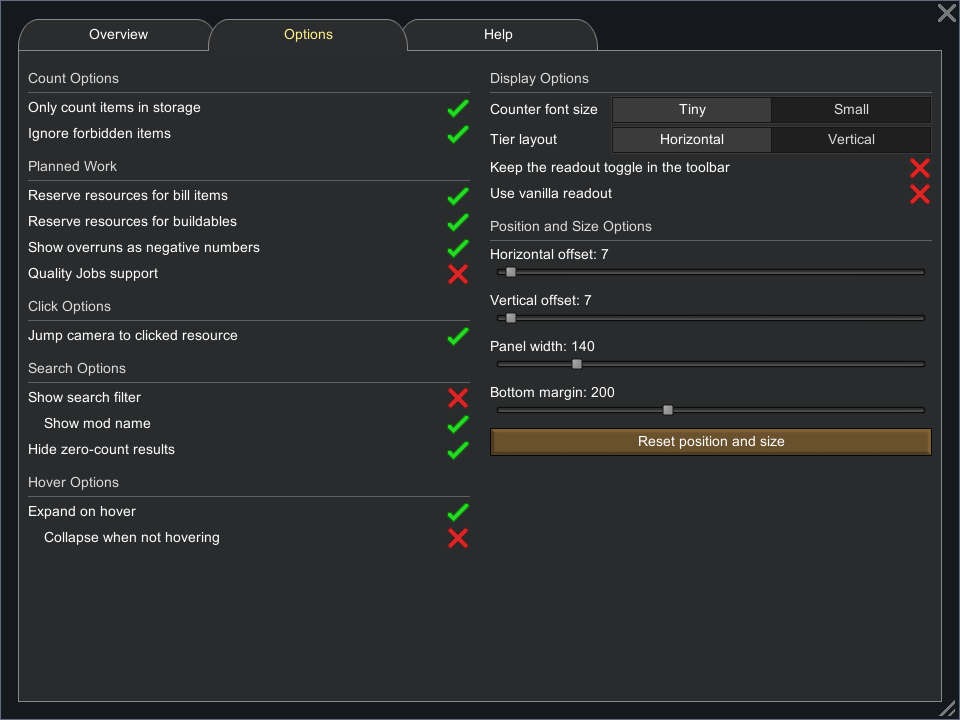 Overview
Options
Help
Count Options
Only count items in storage
Ignore forbidden items
Planned Work
Reserve resources for bill items
Reserve resources for buildables
Show overruns as negative numbers
Quality Jobs support
Click Options
Jump camera to clicked resource
Search Options
Show search filter
Show mod name
Hide zero-count results
Hover Options
Expand on hover
Collapse when not hovering
Display Options
Counter font size Tiny Small
Tier layout Horizontal Vertical
Keep the readout toggle in the toolbar
Use vanilla readout
Position and Size Options
Horizontal offset: 7
Vertical offset: 7
Panel width: 140
Bottom margin: 200
Reset position and size